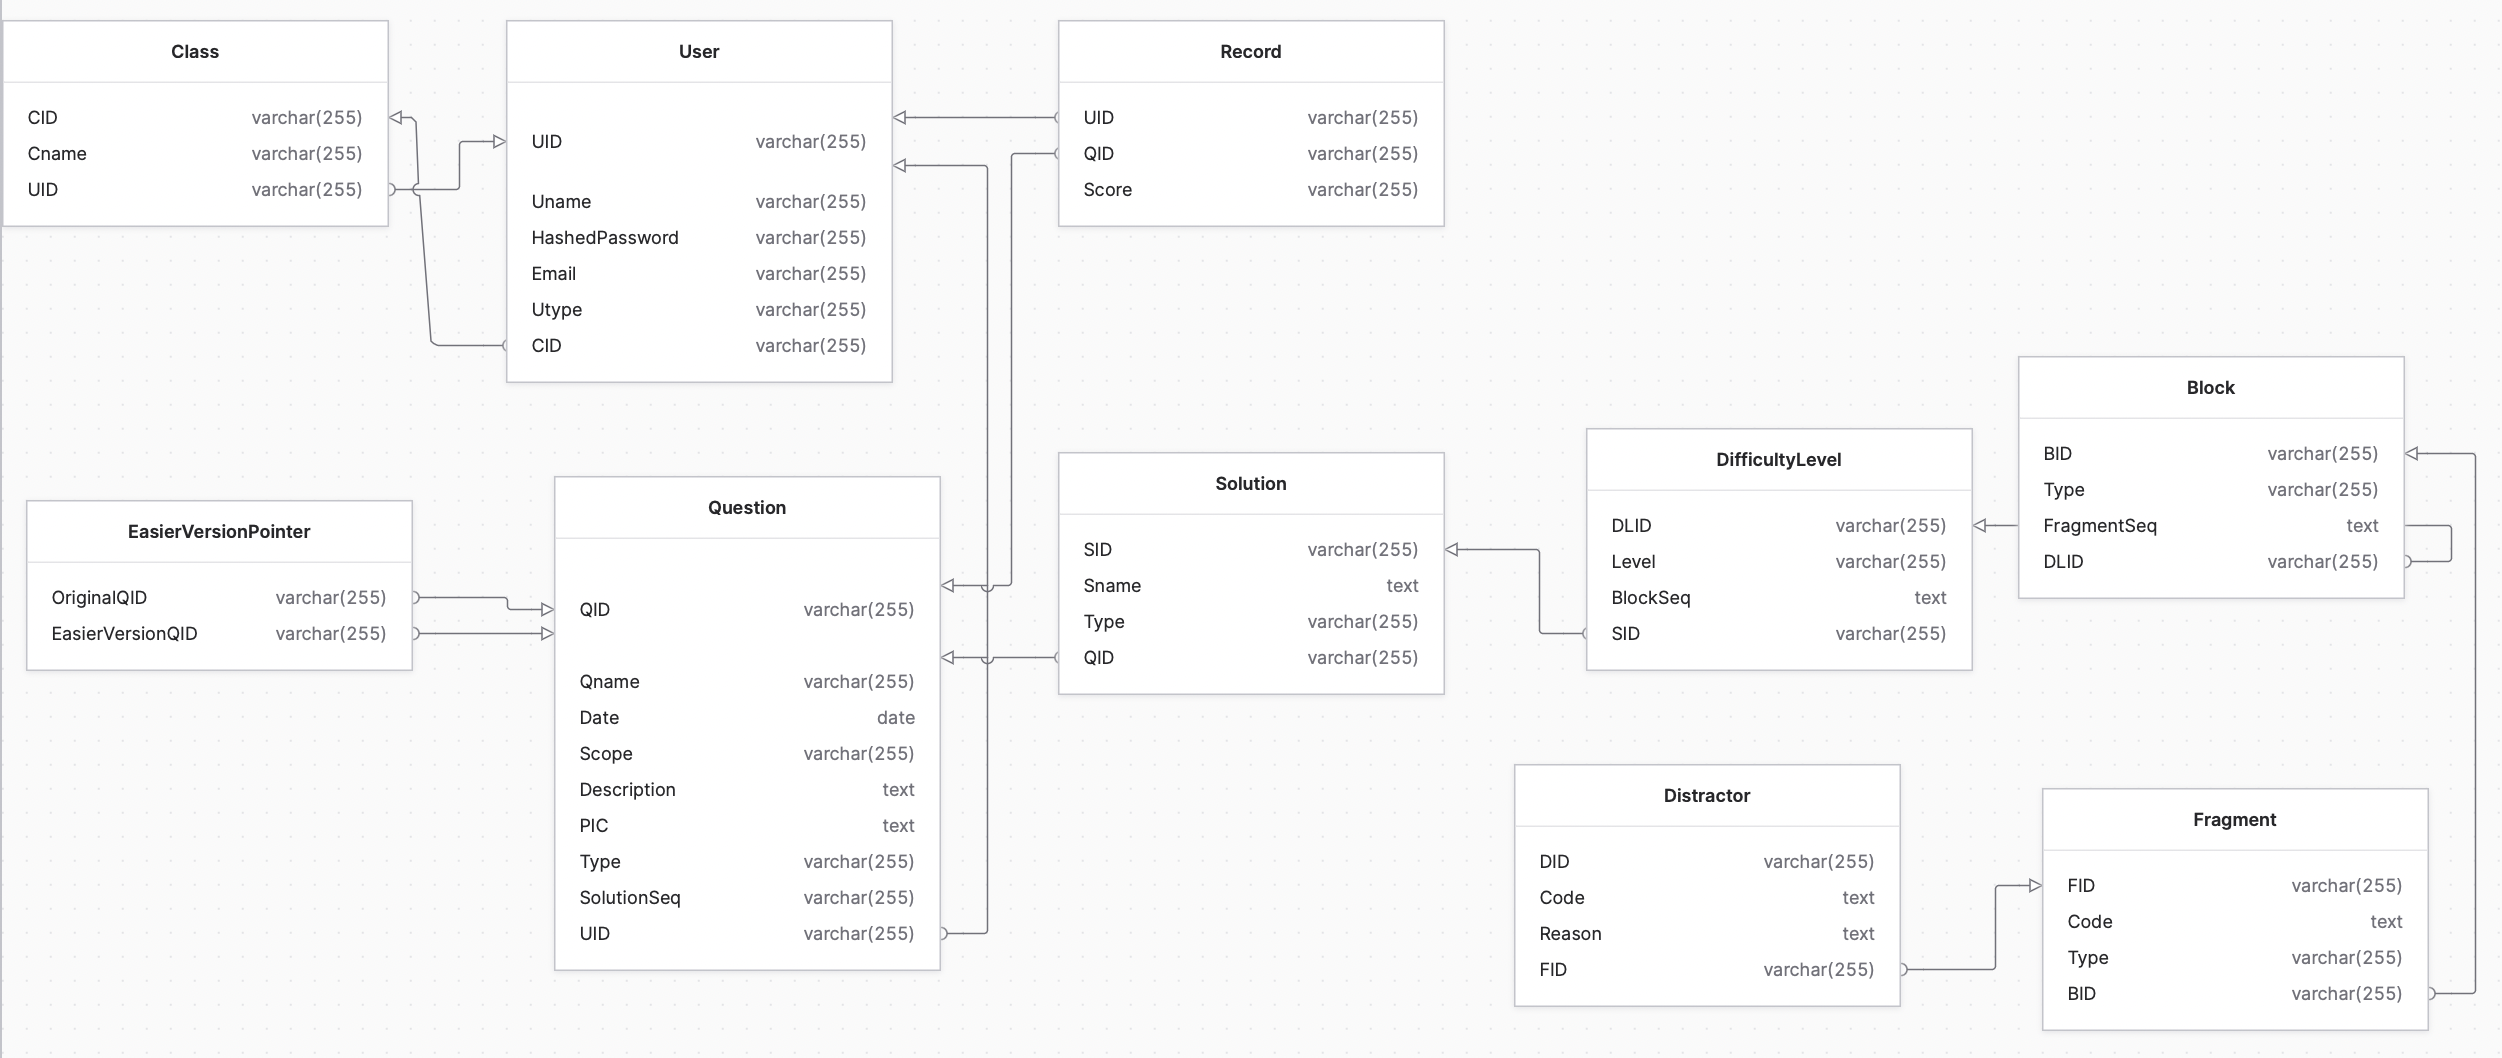 Class
CID varchar(255)
Cname varchar(255)
UID varchar(255)
User
UID varchar(255)
Uname varchar(255)
HashedPassword varchar(255)
Email varchar(255)
Utype varchar(255)
CID varchar(255)
Record
UID varchar(255)
QID varchar(255)
Score varchar(255)
EasierVersionPointer
OriginalQID varchar(255)
EasierVersionQID varchar(255)
Question
QID varchar(255)
Qname varchar(255)
Date date
Scope varchar(255)
Description text
PIC text
Type varchar(255)
SolutionSeq varchar(255)
UID varchar(255)
Solution
SID varchar(255)
Sname text
Type varchar(255)
QID varchar(255)
DifficultyLevel
DLID varchar(255)
Level varchar(255)
BlockSeq text
SID varchar(255)
Block
BID varchar(255)
Type varchar(255)
FragmentSeq text
DLID varchar(255)
Distractor
DID varchar(255)
Code text
Reason text
FID varchar(255)
Fragment
FID varchar(255)
Code text
Type varchar(255)
BID varchar(255)